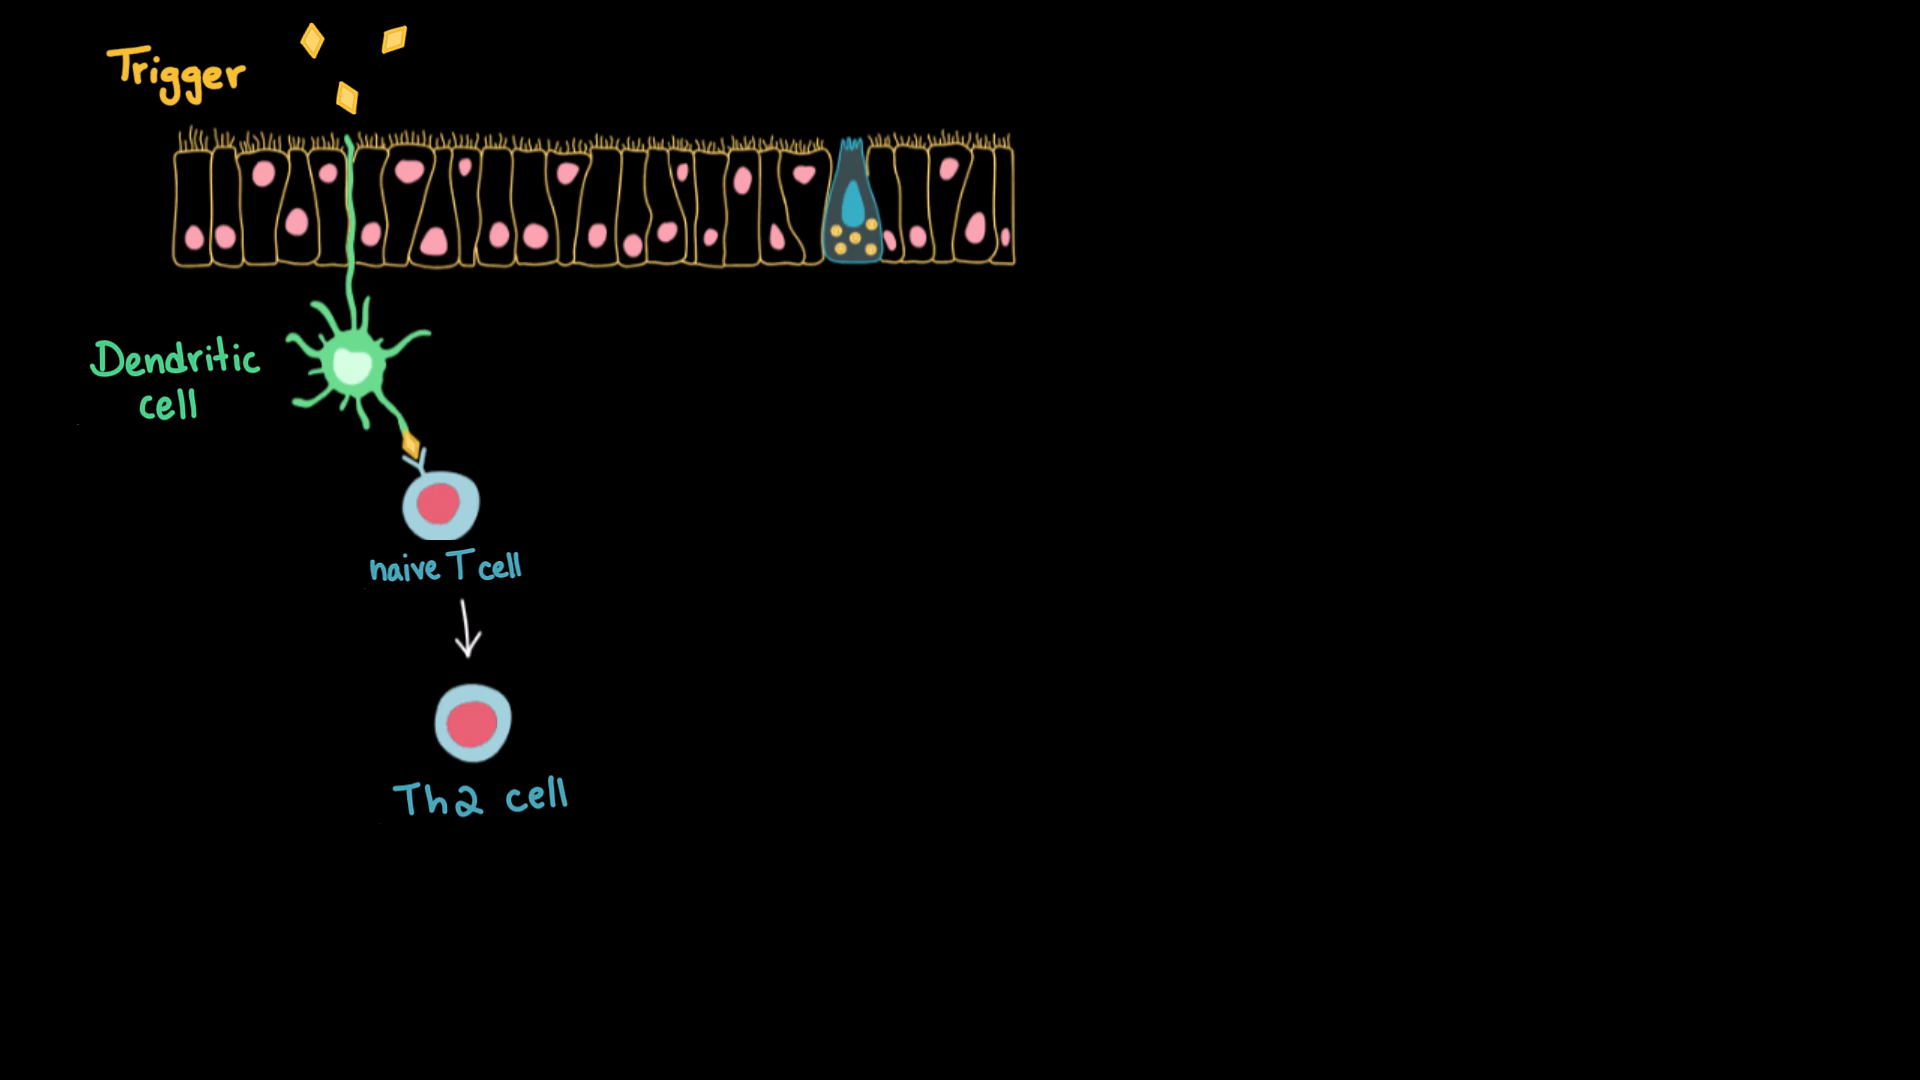 Trigger
Dendritic
cell
naive T cell
Th2 cell